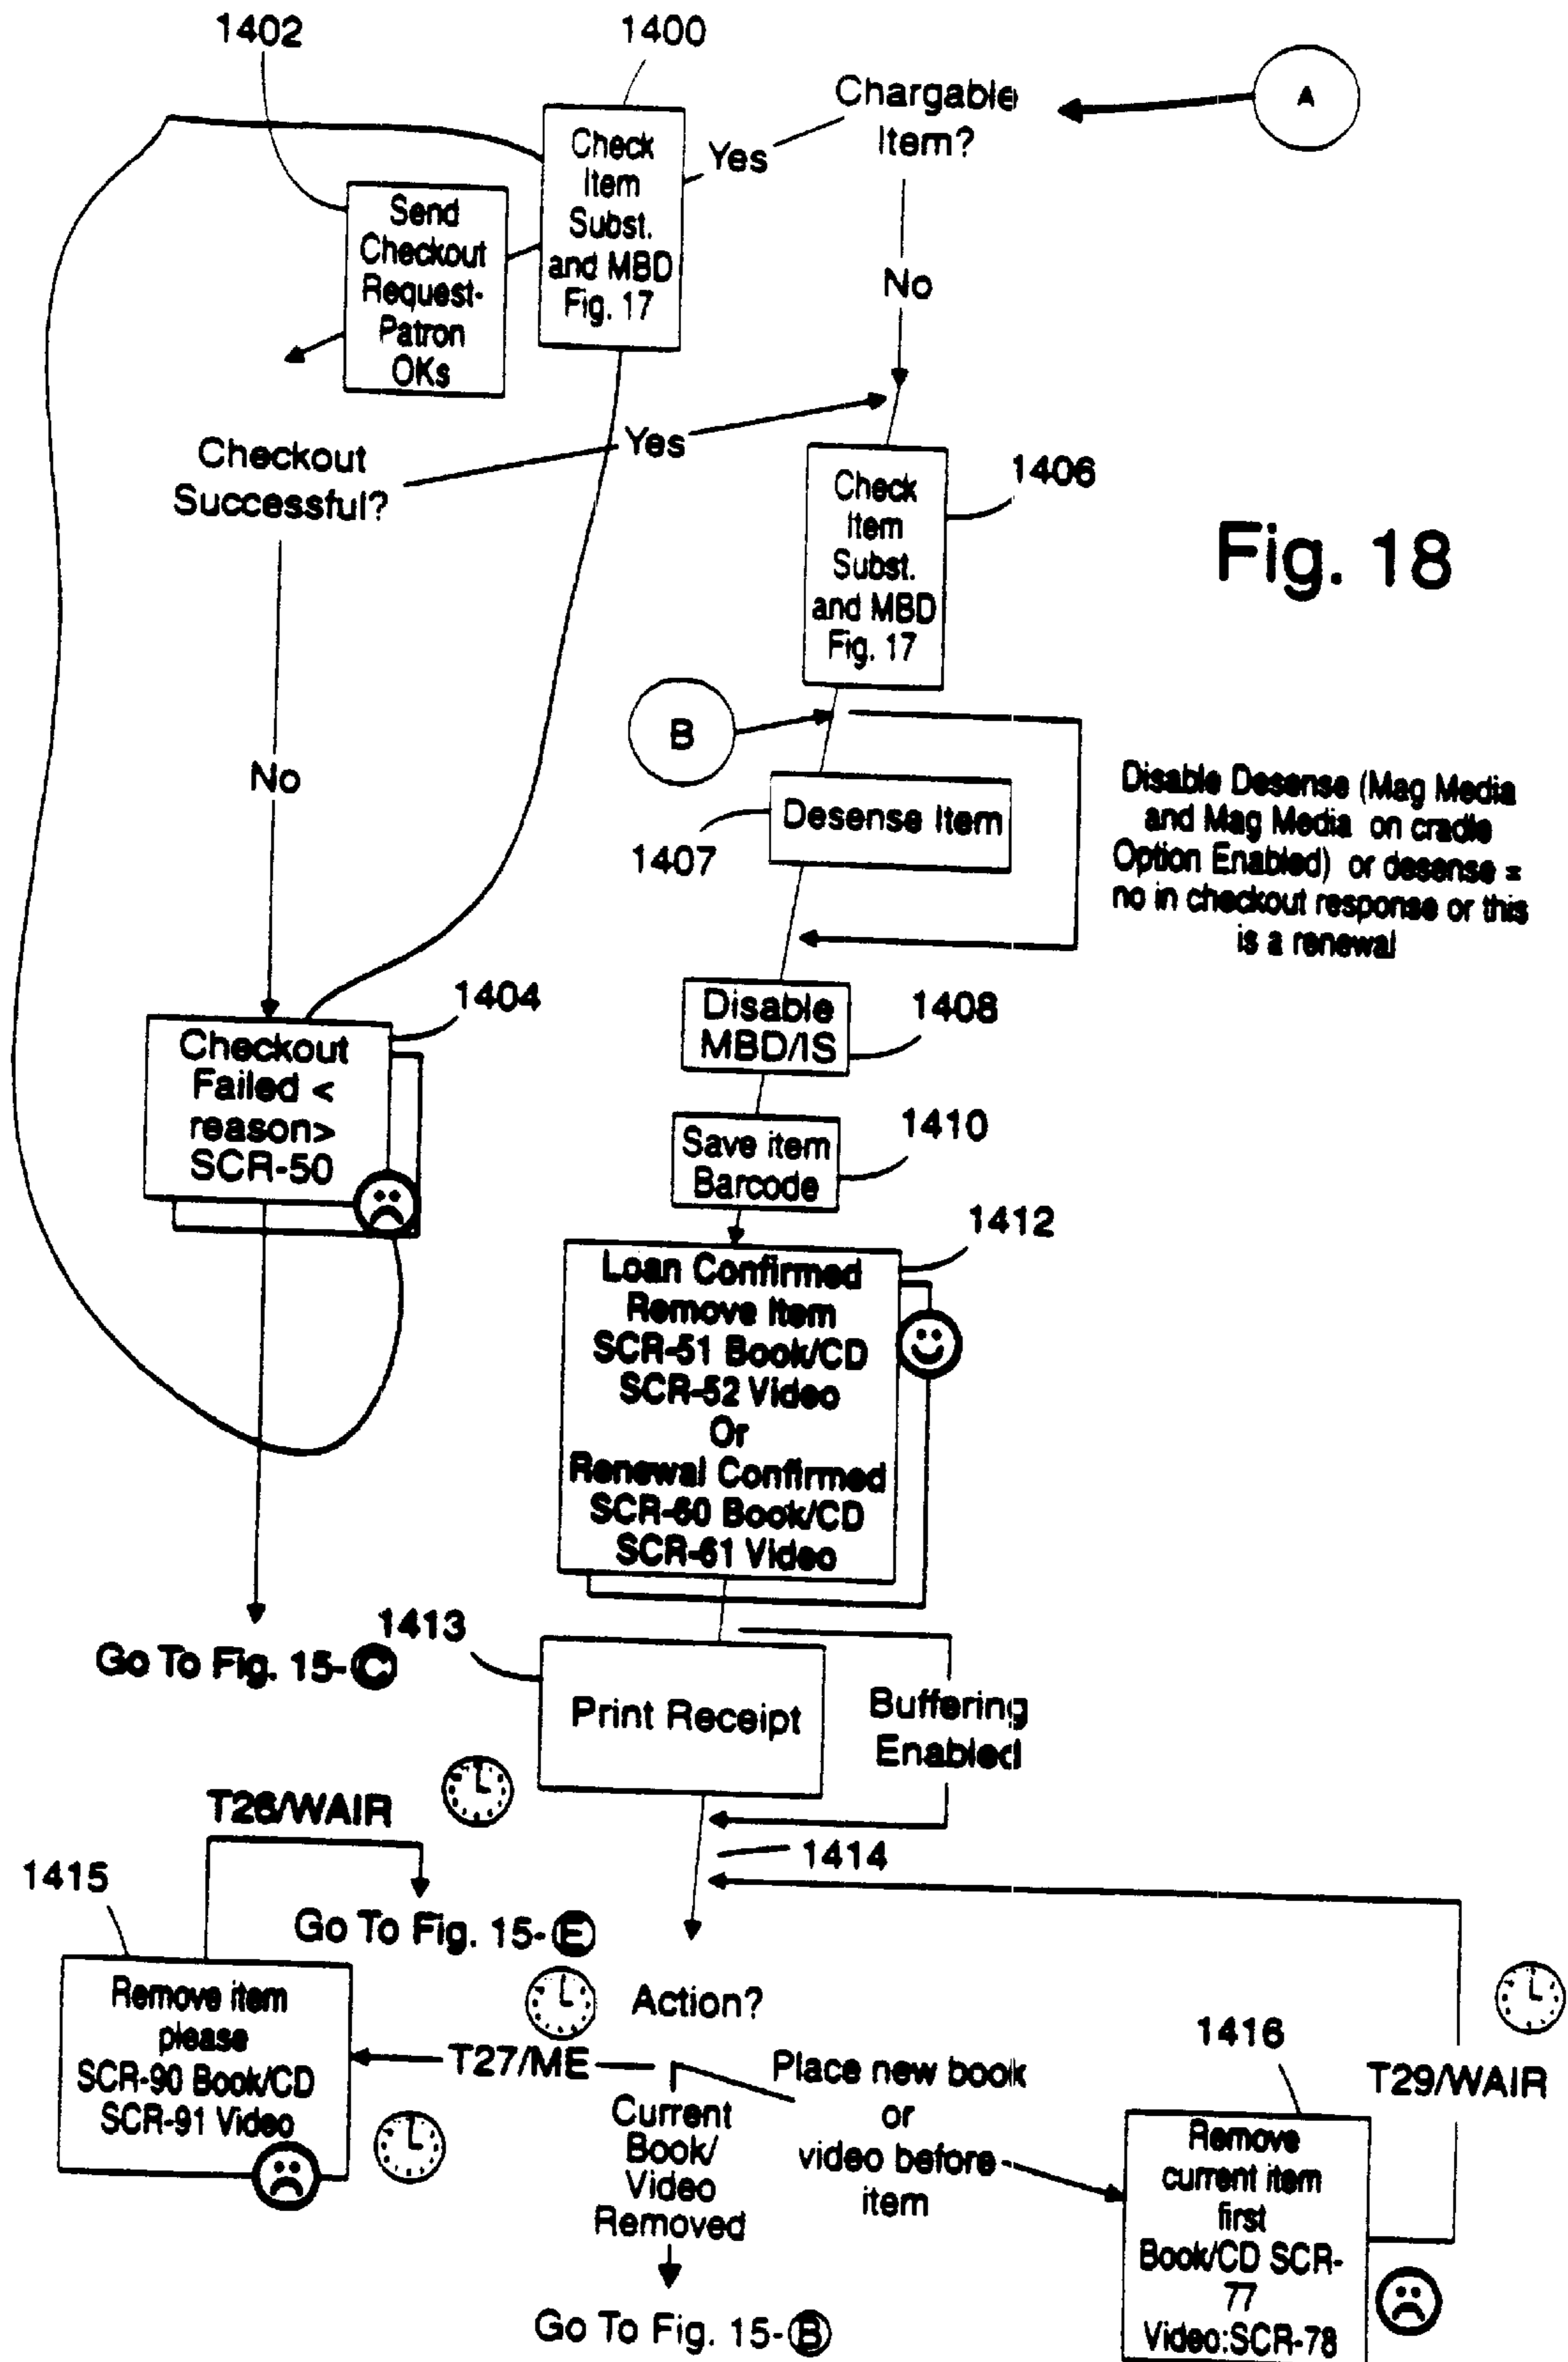 1402
1400
Chargable
Item?
A
Yes
Check
Item
Subst.
and MBD
Fig. 17
Send
Checkout
Request-
Patron
OKs
No
Checkout
Successful?
Yes
Check
Item
Subst.
and MBD
Fig. 17
1406
Fig. 18
B
No
Desense Item
1407
Disable Desense (Mag Media
and Mag Media on cradle
Option Enabled) or desense =
no in checkout response or this
is a renewal
1404
Checkout
Failed <
reason>
SCR-50
Disable
MBD/IS
1408
Save item
Barcode
1410
1412
Loan Confirmed
Remove Item
SCR-51 Book/CD
SCR-52 Video
Or
Renewal Confirmed
SCR-60 Book/CD
SCR-61 Video
Go To Fig. 15-C
1413
Print Receipt
Buffering
Enabled
T26/WAIR
1414
1415
Go To Fig. 15-E
Remove item
please
SCR-90 Book/CD
SCR-91 Video
Action?
T27/ME
Current
Book/
Video
Removed
Place new book
or
video before
item
1416
T29/WAIR
Remove
current item
first
Book/CD SCR-
77
Video:SCR-78
Go To Fig. 15-B